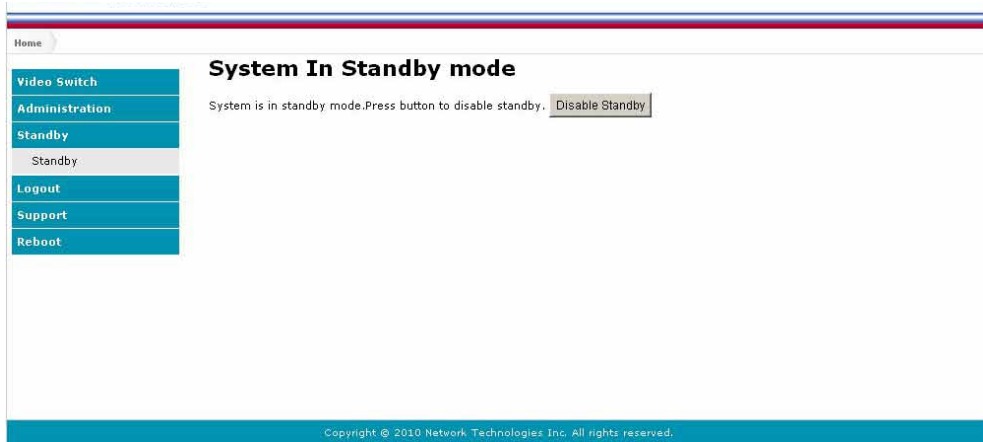 Home
System In Standby mode
System is in standby mode.Press button to disable standby. Disable Standby
Video Switch
Administration
Standby
Standby
Logout
Support
Reboot
Copyright © 2010 Network Technologies Inc. All rights reserved.